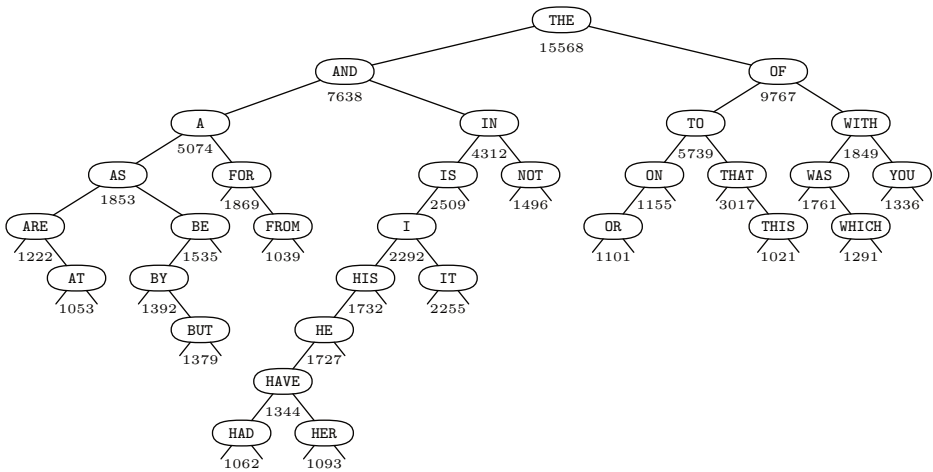 THE
15568
AND OF
7638 9767
A IN TO WITH
5074 4312 5739 1849
AS FOR IS NOT ON THAT WAS YOU
1853 1869 2509 1496 1155 3017 1761 1336
ARE BE FROM I OR THIS WHICH
1222 1535 1039 2292 1101 1021 1291
AT BY HIS IT
1053 1392 1732 2255
BUT HE
1379 1727
HAVE
1344
HAD HER
1062 1093